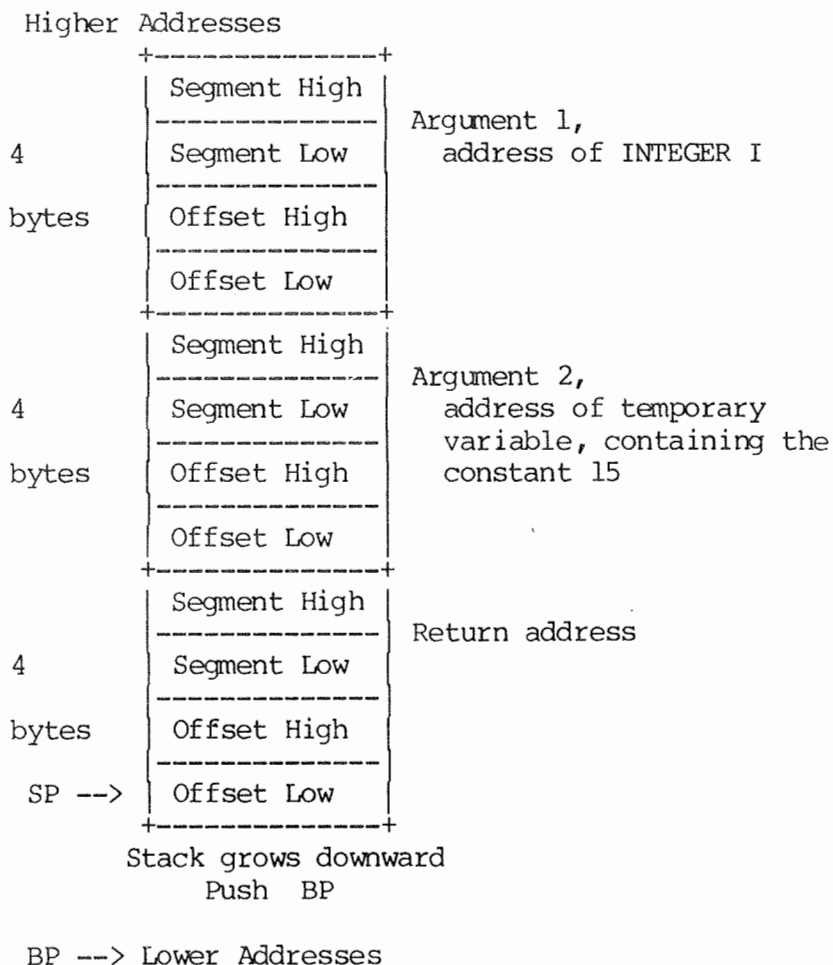 Higher Addresses
+----------------+
| Segment High |
----------------
Argument 1,
4 | Segment Low | address of INTEGER I
----------------
bytes | Offset High |
----------------
| Offset Low |
+----------------+
| Segment High |
----------------
Argument 2,
4 | Segment Low | address of temporary
---------------- variable, containing the
bytes | Offset High | constant 15
----------------
| Offset Low |
+----------------+
| Segment High |
---------------- Return address
4 | Segment Low |
----------------
bytes | Offset High |
----------------
SP --> | Offset Low |
+----------------+
Stack grows downward
Push BP
BP --> Lower Addresses